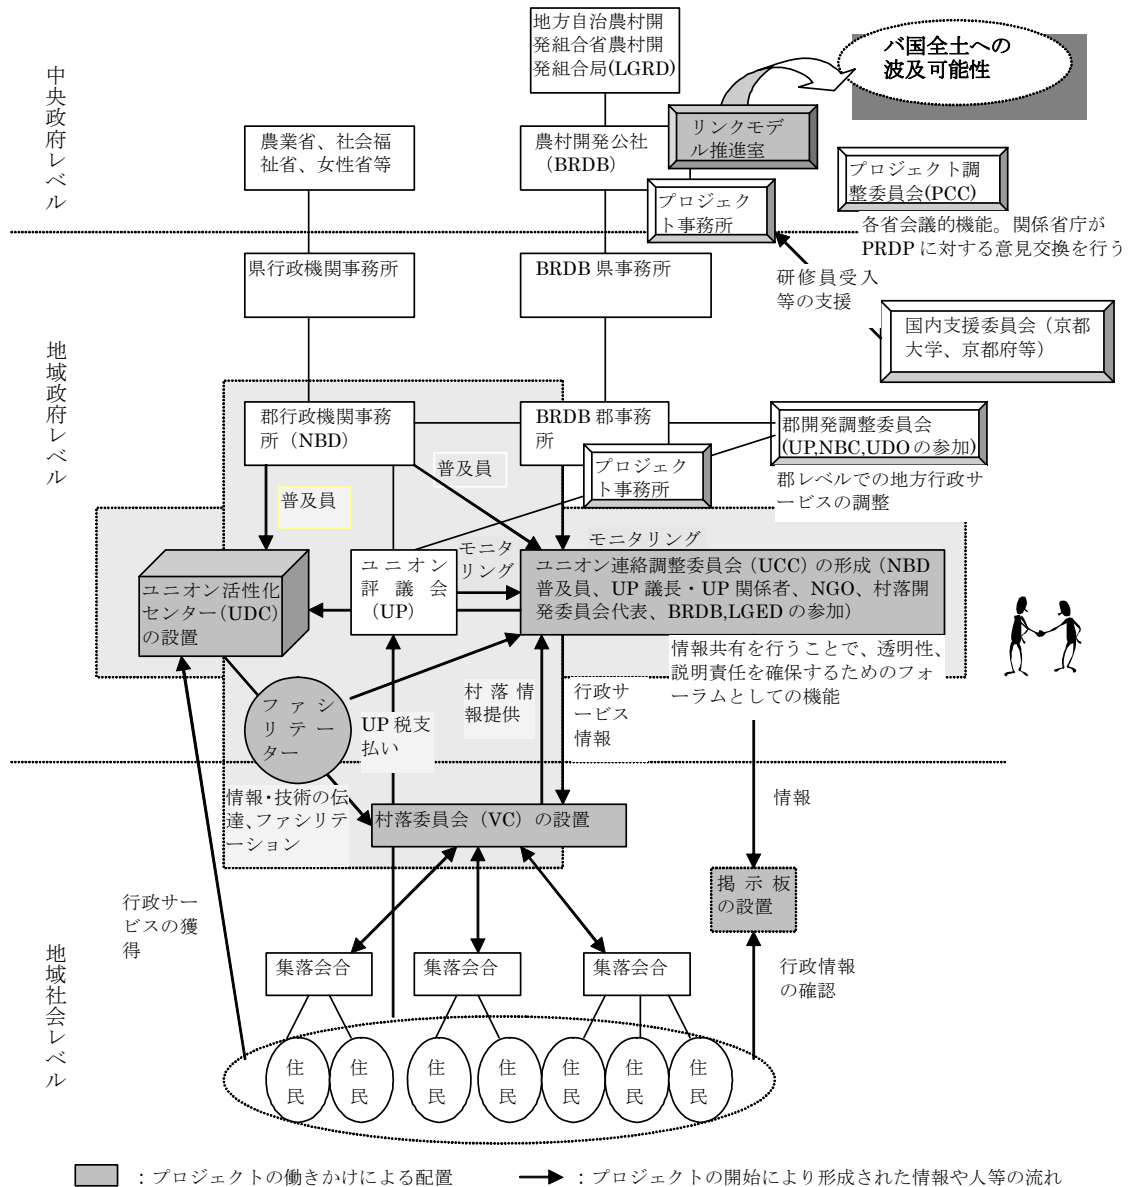 地方自治農村開
発組合省農村開
発組合局(LGRD)
バ国全土への
波及可能性
中央政府レベル
農業省、社会福
祉省、女性省等
農村開発公社
（BRDB）
リンクモデ
ル推進室
プロジェクト調
整委員会(PCC)
プロジェク
ト事務所
各省会議的機能。関係省庁が
PRDP に対する意見交換を行う
県行政機関事務所
BRDB 県事務所
研修員受入
等の支援
国内支援委員会（京都
大学、京都府等）
地域政府レベル
郡行政機関事務
所（NBD）
BRDB 郡事務
所
郡開発調整委員会
(UP,NBC,UDO の参加)
普及員
プロジェク
ト事務所
郡レベルでの地方行政サ
ービスの調整
普及員
モニタ
リング
モニタリング
ユニオン活性化
センター(UDC)
の設置
ユニオン
評議会
（UP）
ユニオン連絡調整委員会（UCC）の形成（NBD
普及員、UP 議長・UP 関係者、NGO、村落開
発委員会代表、BRDB,LGED の参加）
情報共有を行うことで、透明性、
説明責任を確保するためのフォ
ーラムとしての機能
ファシ
リテー
ター
UP 税支
払い
村落情
報提供
行政サ
ービス
情報
情報・技術の伝
達、ファシリテ
ーション
村落委員会（VC）の設置
情報
掲示板
の設置
行政サー
ビスの獲
得
行政情報
の確認
地域社会レベル
集落会合
集落会合
集落会合
住民
住民
住民
住民
住民
住民
住民
：プロジェクトの働きかけによる配置
：プロジェクトの開始により形成された情報や人等の流れ